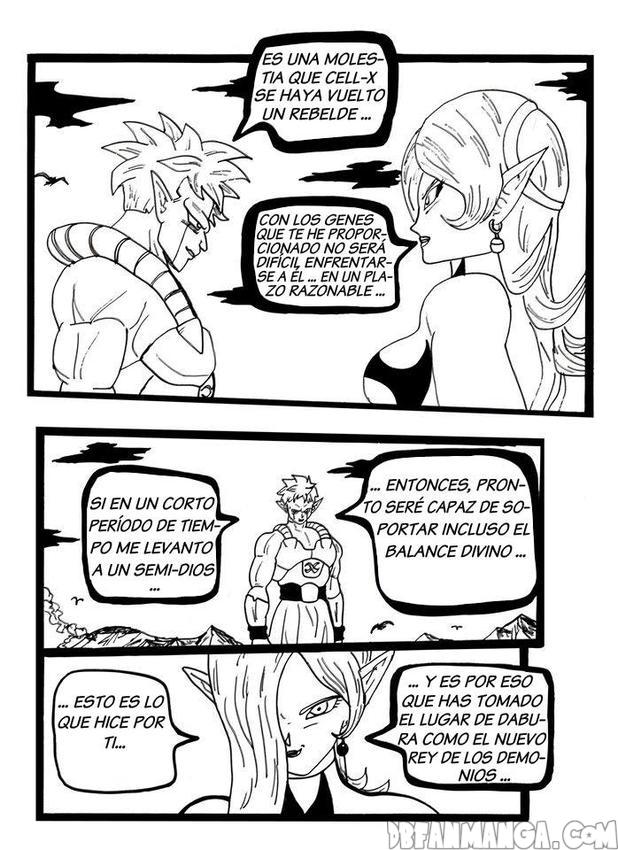 ES UNA MOLES-
TIA QUE CELL-X
SE HAYA VUELTO
UN REBELDE ...
CON LOS GENES
QUE TE HE PROPOR-
CIONADO NO SERÁ
DIFÍCIL ENFRENTAR-
SE A ÉL ... EN UN PLA-
ZO RAZONABLE ...
SI EN UN CORTO
PERÍODO DE TIEM-
PO ME LEVANTO
A UN SEMI-DIOS
...
... ENTONCES, PRON-
TO SERÉ CAPAZ DE SO-
PORTAR INCLUSO EL
BALANCE DIVINO ...
... ESTO ES LO
QUE HICE POR
TI...
... Y ES POR ESO
QUE HAS TOMADO
EL LUGAR DE DABU-
RA COMO EL NUEVO
REY DE LOS DEMO-
NIOS ...
DBFANMANGA.COM